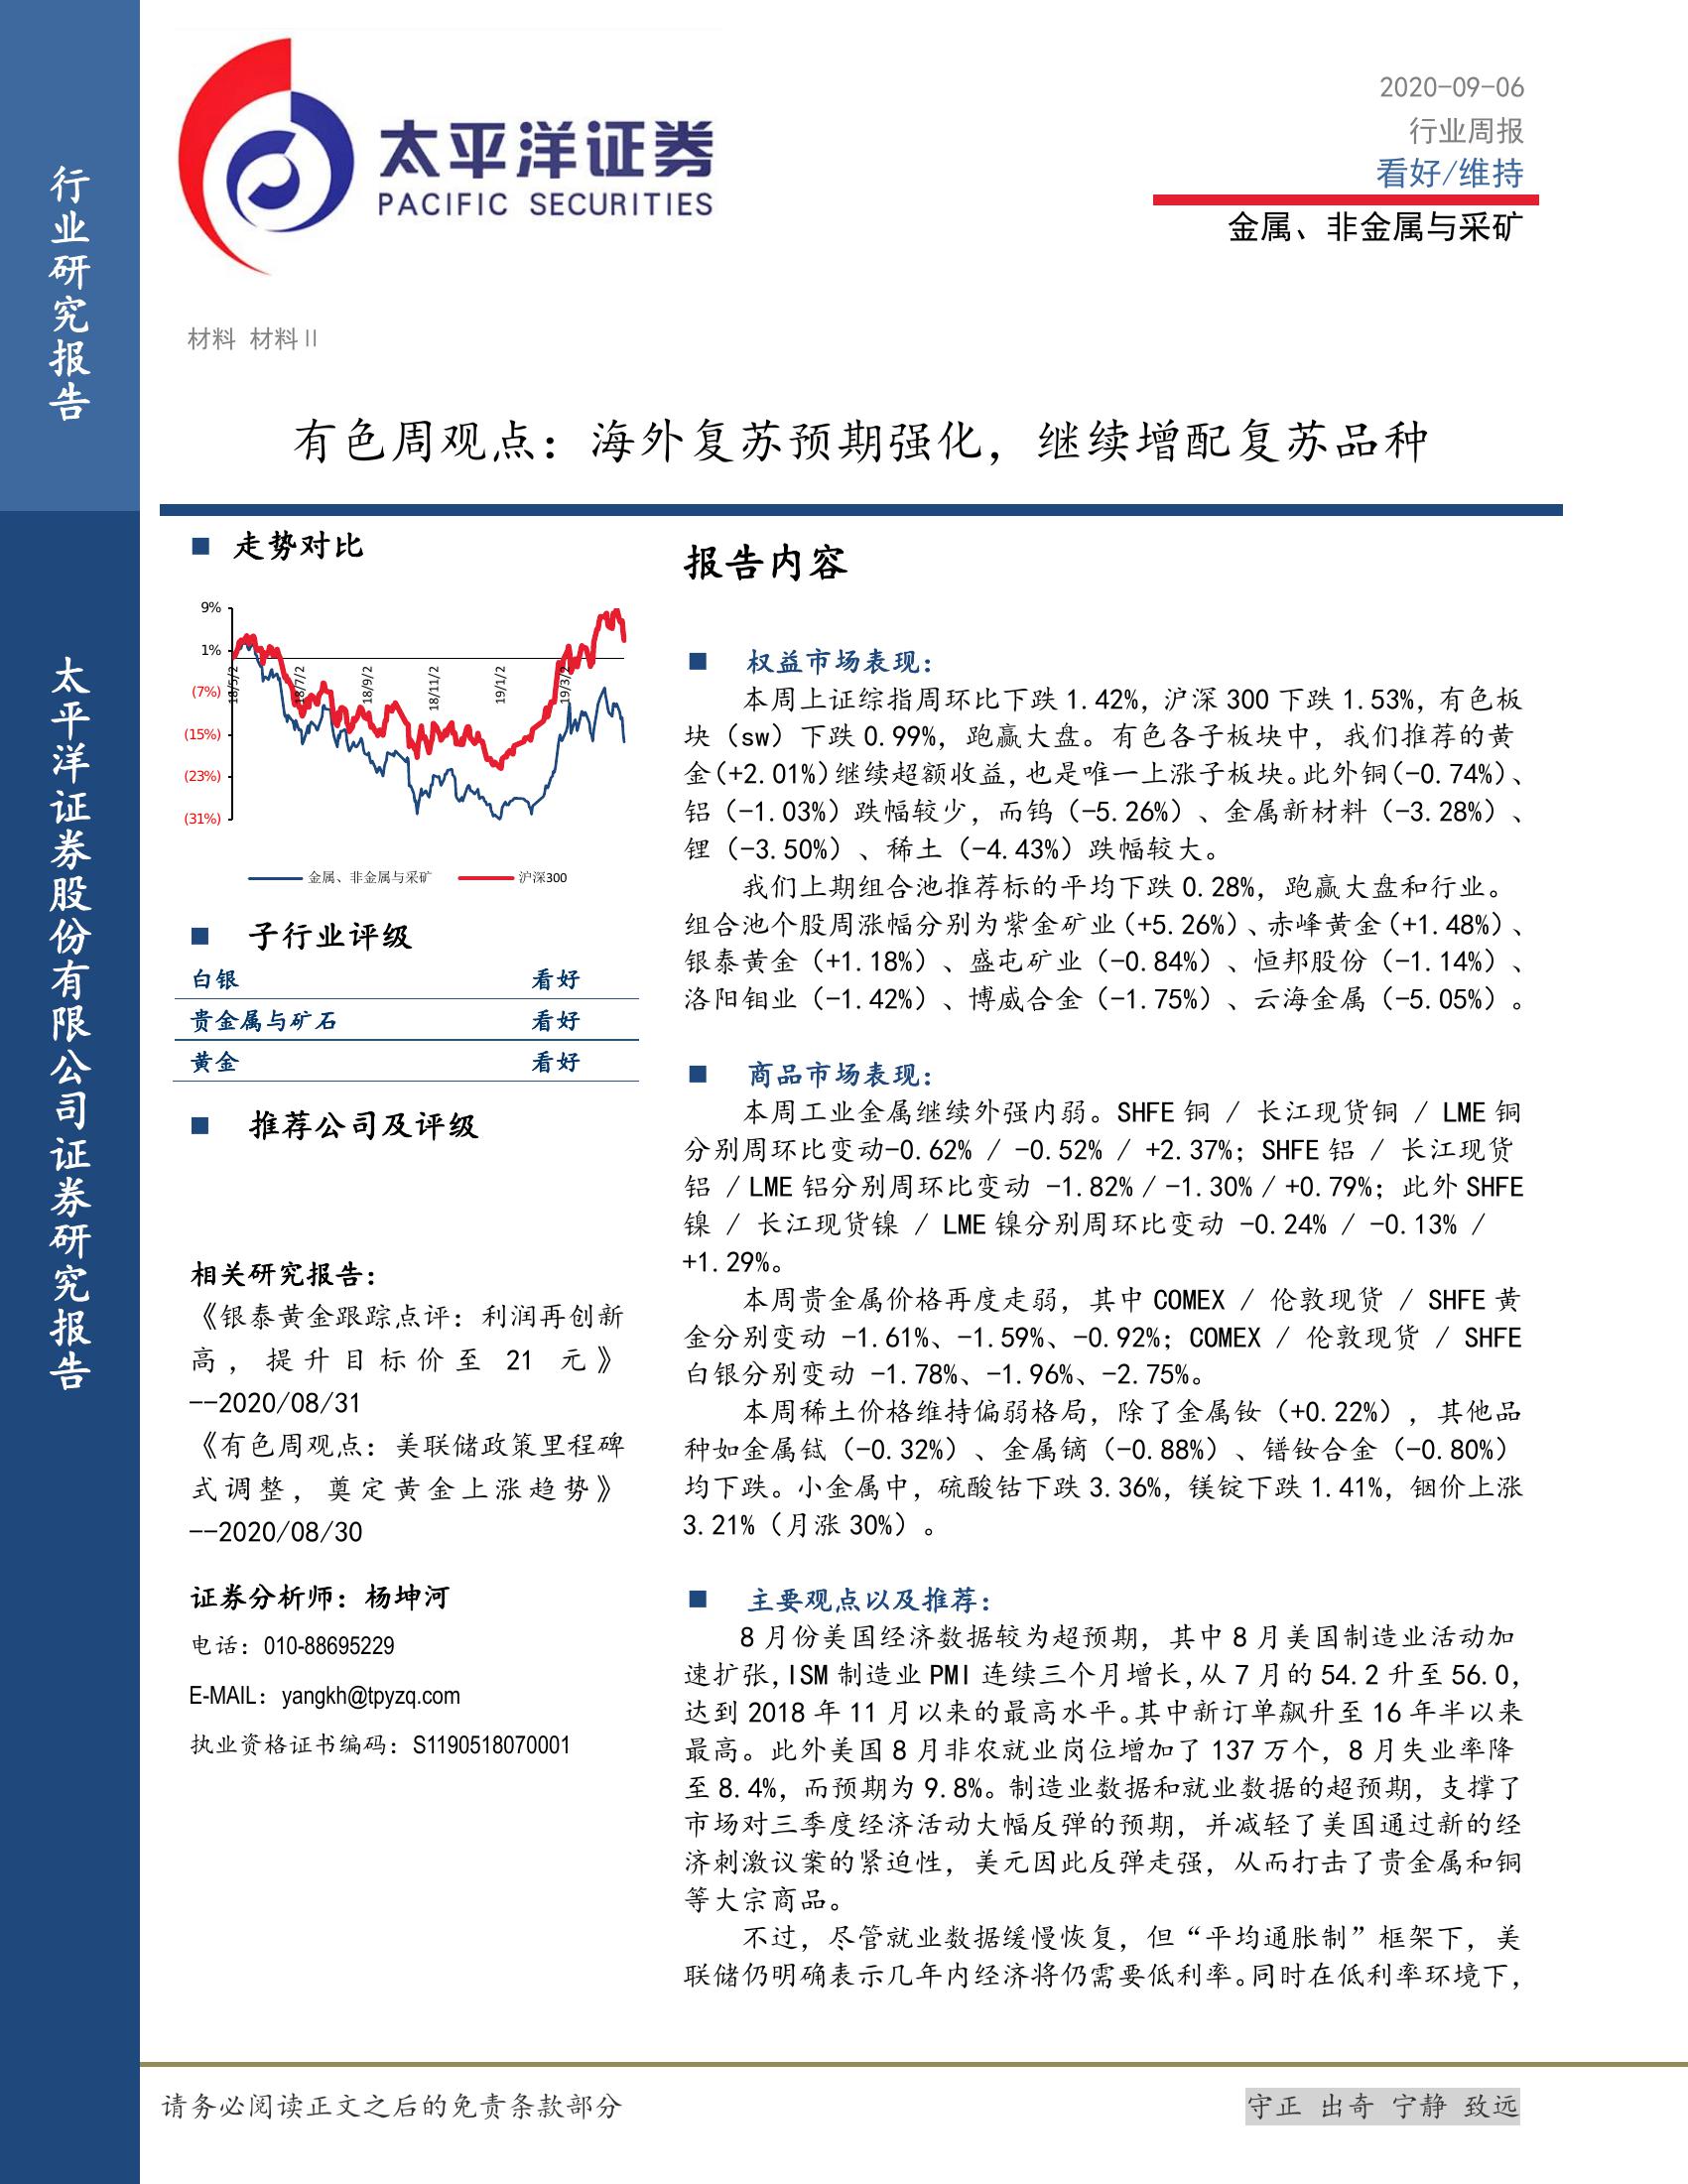 行业研究报告
太平洋证券股份有限公司证券研究报告
太平洋证券
PACIFIC SECURITIES
2020-09-06
行业周报
看好/维持
金属、非金属与采矿
材料 材料Ⅱ
有色周观点：海外复苏预期强化，继续增配复苏品种
■ 走势对比
9%
1%
(7%)
(15%)
(23%)
(31%)
18/5/2
18/7/2
18/9/2
18/11/2
19/1/2
19/3/2
金属、非金属与采矿 沪深300
■ 子行业评级
白银 看好
贵金属与矿石 看好
黄金 看好
■ 推荐公司及评级
相关研究报告：
《银泰黄金跟踪点评：利润再创新
高，提升目标价至 21 元》
--2020/08/31
《有色周观点：美联储政策里程碑
式调整，奠定黄金上涨趋势》
--2020/08/30
证券分析师：杨坤河
电话：010-88695229
E-MAIL：yangkh@tpyzq.com
执业资格证书编码：S1190518070001
报告内容
■ 权益市场表现：
本周上证综指周环比下跌 1.42%，沪深 300 下跌 1.53%，有色板
块（sw）下跌 0.99%，跑赢大盘。有色各子板块中，我们推荐的黄
金（+2.01%）继续超额收益，也是唯一上涨子板块。此外铜（-0.74%）、
铝（-1.03%）跌幅较少，而钨（-5.26%）、金属新材料（-3.28%）、
锂（-3.50%）、稀土（-4.43%）跌幅较大。
我们上期组合池推荐标的平均下跌 0.28%，跑赢大盘和行业。
组合池个股周涨幅分别为紫金矿业（+5.26%）、赤峰黄金（+1.48%）、
银泰黄金（+1.18%）、盛屯矿业（-0.84%）、恒邦股份（-1.14%）、
洛阳钼业（-1.42%）、博威合金（-1.75%）、云海金属（-5.05%）。
■ 商品市场表现：
本周工业金属继续外强内弱。SHFE 铜 / 长江现货铜 / LME 铜
分别周环比变动-0.62% / -0.52% / +2.37%；SHFE 铝 / 长江现货
铝 / LME 铝分别周环比变动 -1.82% / -1.30% / +0.79%；此外 SHFE
镍 / 长江现货镍 / LME 镍分别周环比变动 -0.24% / -0.13% /
+1.29%。
本周贵金属价格再度走弱，其中 COMEX / 伦敦现货 / SHFE 黄
金分别变动 -1.61%、-1.59%、-0.92%；COMEX / 伦敦现货 / SHFE
白银分别变动 -1.78%、-1.96%、-2.75%。
本周稀土价格维持偏弱格局，除了金属钕（+0.22%），其他品
种如金属铽（-0.32%）、金属镝（-0.88%）、镨钕合金（-0.80%）
均下跌。小金属中，硫酸钴下跌 3.36%，镁锭下跌 1.41%，铟价上涨
3.21%（月涨 30%）。
■ 主要观点以及推荐：
8 月份美国经济数据较为超预期，其中 8 月美国制造业活动加
速扩张，ISM 制造业 PMI 连续三个月增长，从 7 月的 54.2 升至 56.0，
达到 2018 年 11 月以来的最高水平。其中新订单飙升至 16 年半以来
最高。此外美国 8 月非农就业岗位增加了 137 万个，8 月失业率降
至 8.4%，而预期为 9.8%。制造业数据和就业数据的超预期，支撑了
市场对三季度经济活动大幅反弹的预期，并减轻了美国通过新的经
济刺激议案的紧迫性，美元因此反弹走强，从而打击了贵金属和铜
等大宗商品。
不过，尽管就业数据缓慢恢复，但“平均通胀制”框架下，美
联储仍明确表示几年内经济将仍需要低利率。同时在低利率环境下，
请务必阅读正文之后的免责条款部分
守正 出奇 宁静 致远